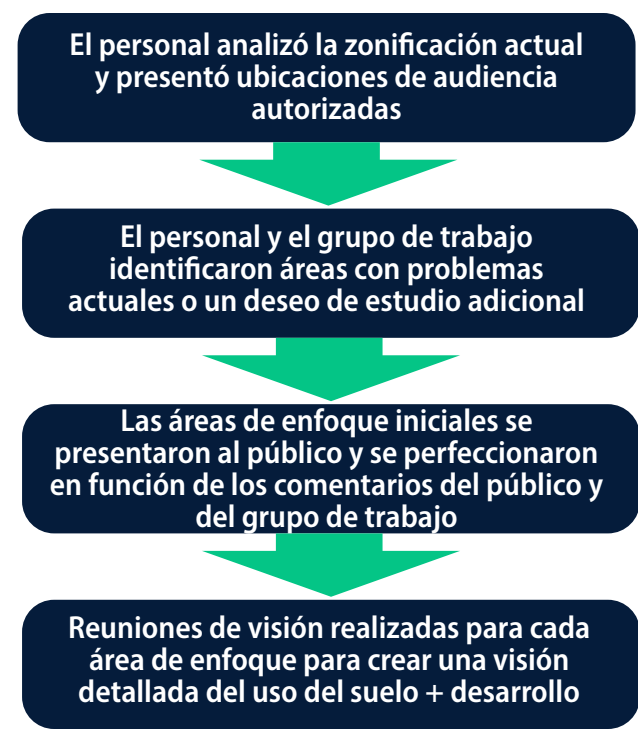 El personal analizó la zonificación actual
y presentó ubicaciones de audiencia
autorizadas
El personal y el grupo de trabajo
identificaron áreas con problemas
actuales o un deseo de estudio adicional
Las áreas de enfoque iniciales se
presentaron al público y se perfeccionaron
en función de los comentarios del público y
del grupo de trabajo
Reuniones de visión realizadas para cada
área de enfoque para crear una visión
detallada del uso del suelo + desarrollo